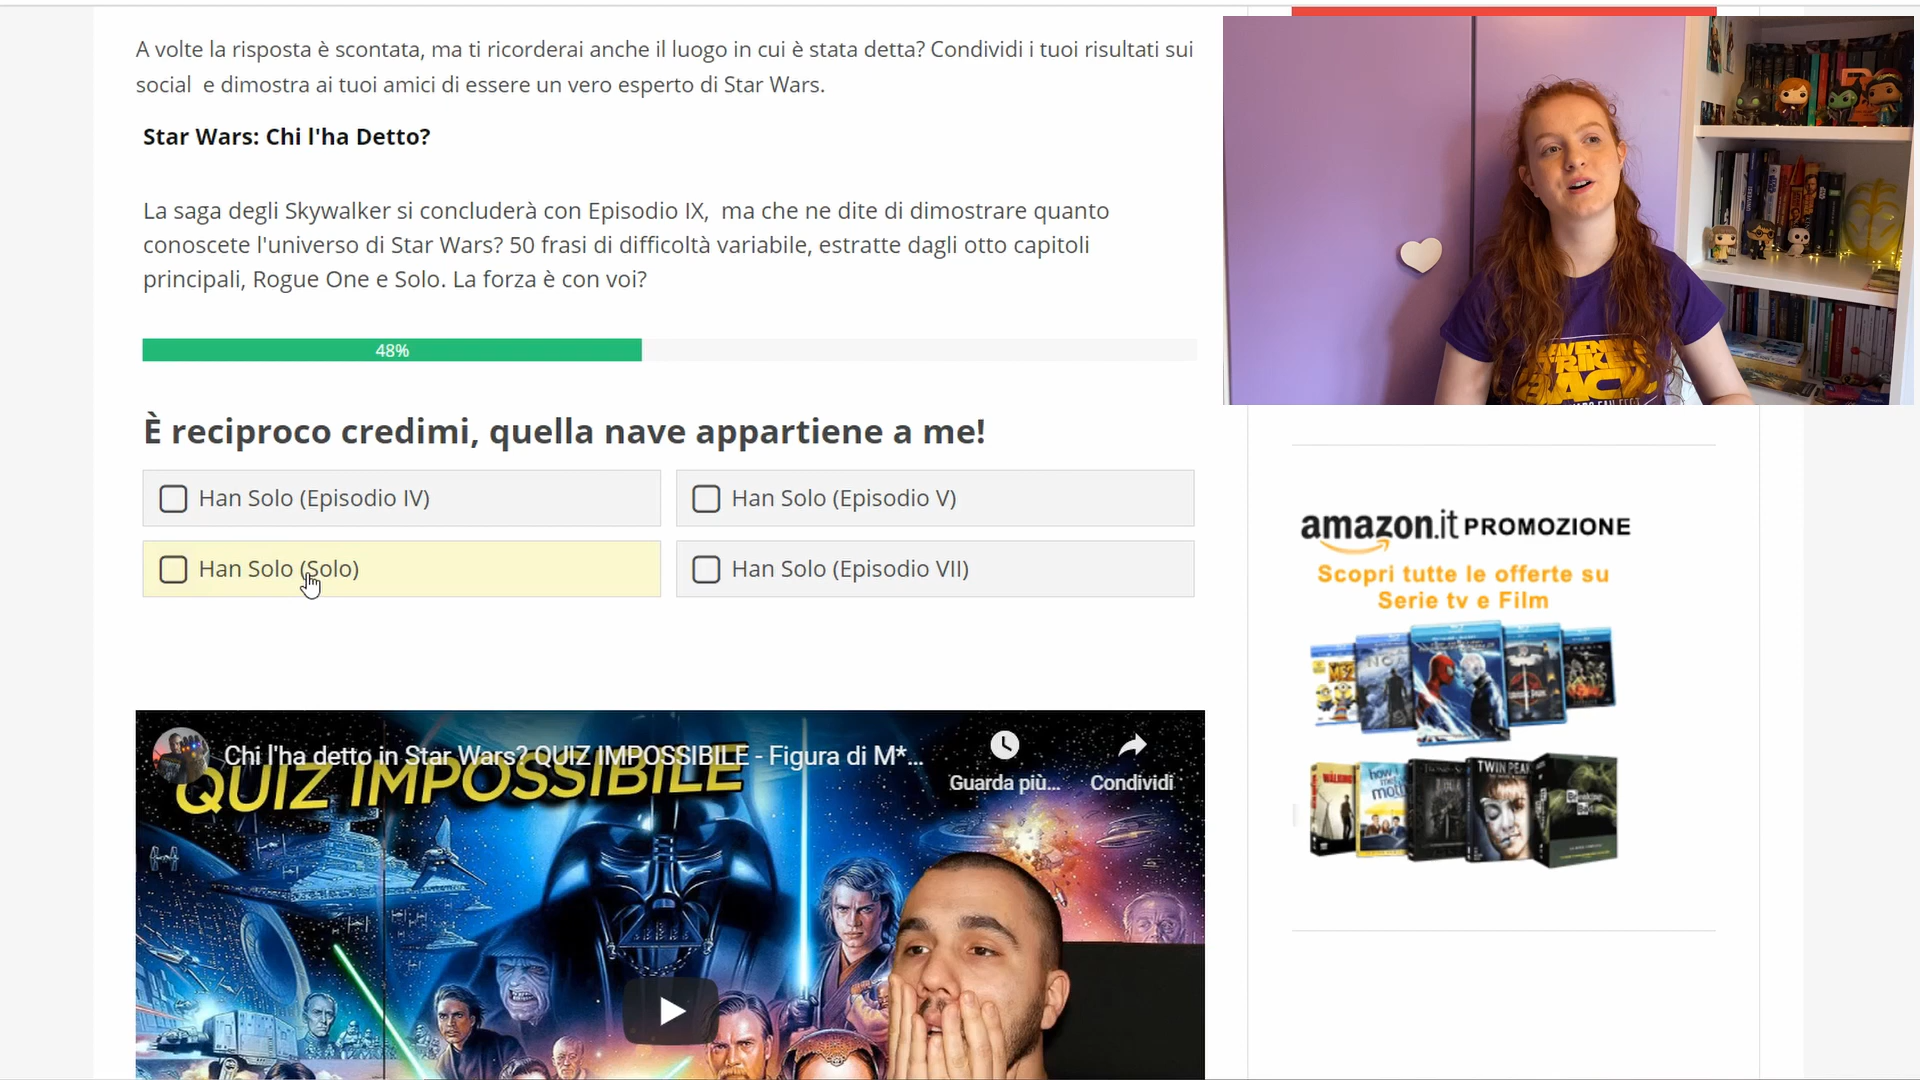 A volte la risposta è scontata, ma ti ricorderai anche il luogo in cui è stata detta? Condividi i tuoi risultati sui
social e dimostra ai tuoi amici di essere un vero esperto di Star Wars.
Star Wars: Chi l'ha Detto?
La saga degli Skywalker si concluderà con Episodio IX, ma che ne dite di dimostrare quanto
conoscete l'universo di Star Wars? 50 frasi di difficoltà variabile, estratte dagli otto capitoli
principali, Rogue One e Solo. La forza è con voi?
48%
È reciproco credimi, quella nave appartiene a me!
Han Solo (Episodio IV)
Han Solo (Episodio V)
Han Solo (Solo)
Han Solo (Episodio VII)
Chi l'ha detto in Star Wars? QUIZ IMPOSSIBILE - Figura di M*...
Guarda più...
Condividi
QUIZ IMPOSSIBILE
amazon.it PROMOZIONE
Scopri tutte le offerte su
Serie tv e Film
TWIN PEAK
BACK